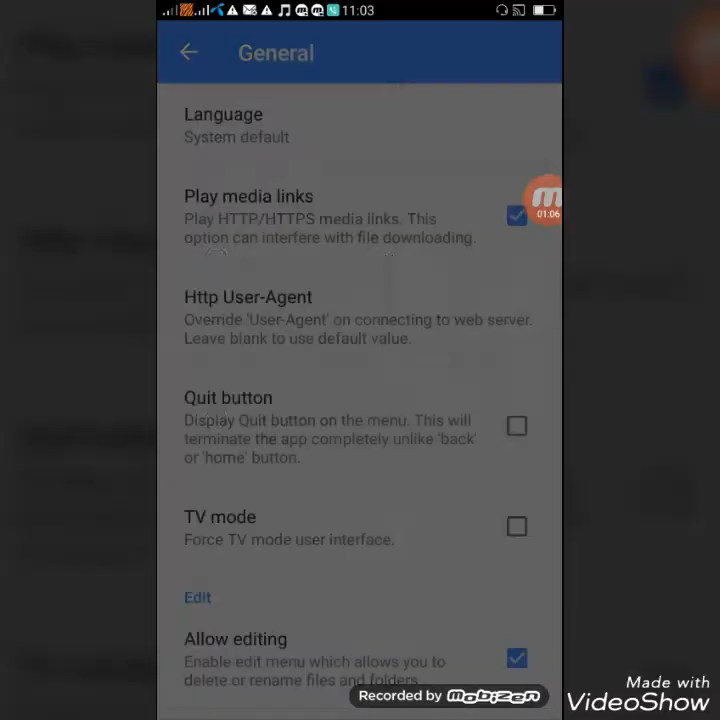 11:03
General
Language
System default
Play media links
Play HTTP/HTTPS media links. This
option can interfere with file downloading.
01:06
Http User-Agent
Override 'User-Agent' on connecting to web server.
Leave blank to use default value.
Quit button
Display Quit button on the menu. This will
terminate the app completely unlike 'back'
or 'home' button.
TV mode
Force TV mode user interface.
Edit
Allow editing
Enable edit menu which allows you to
delete or rename files and folders
Recorded by mobizen
Made with
VideoShow